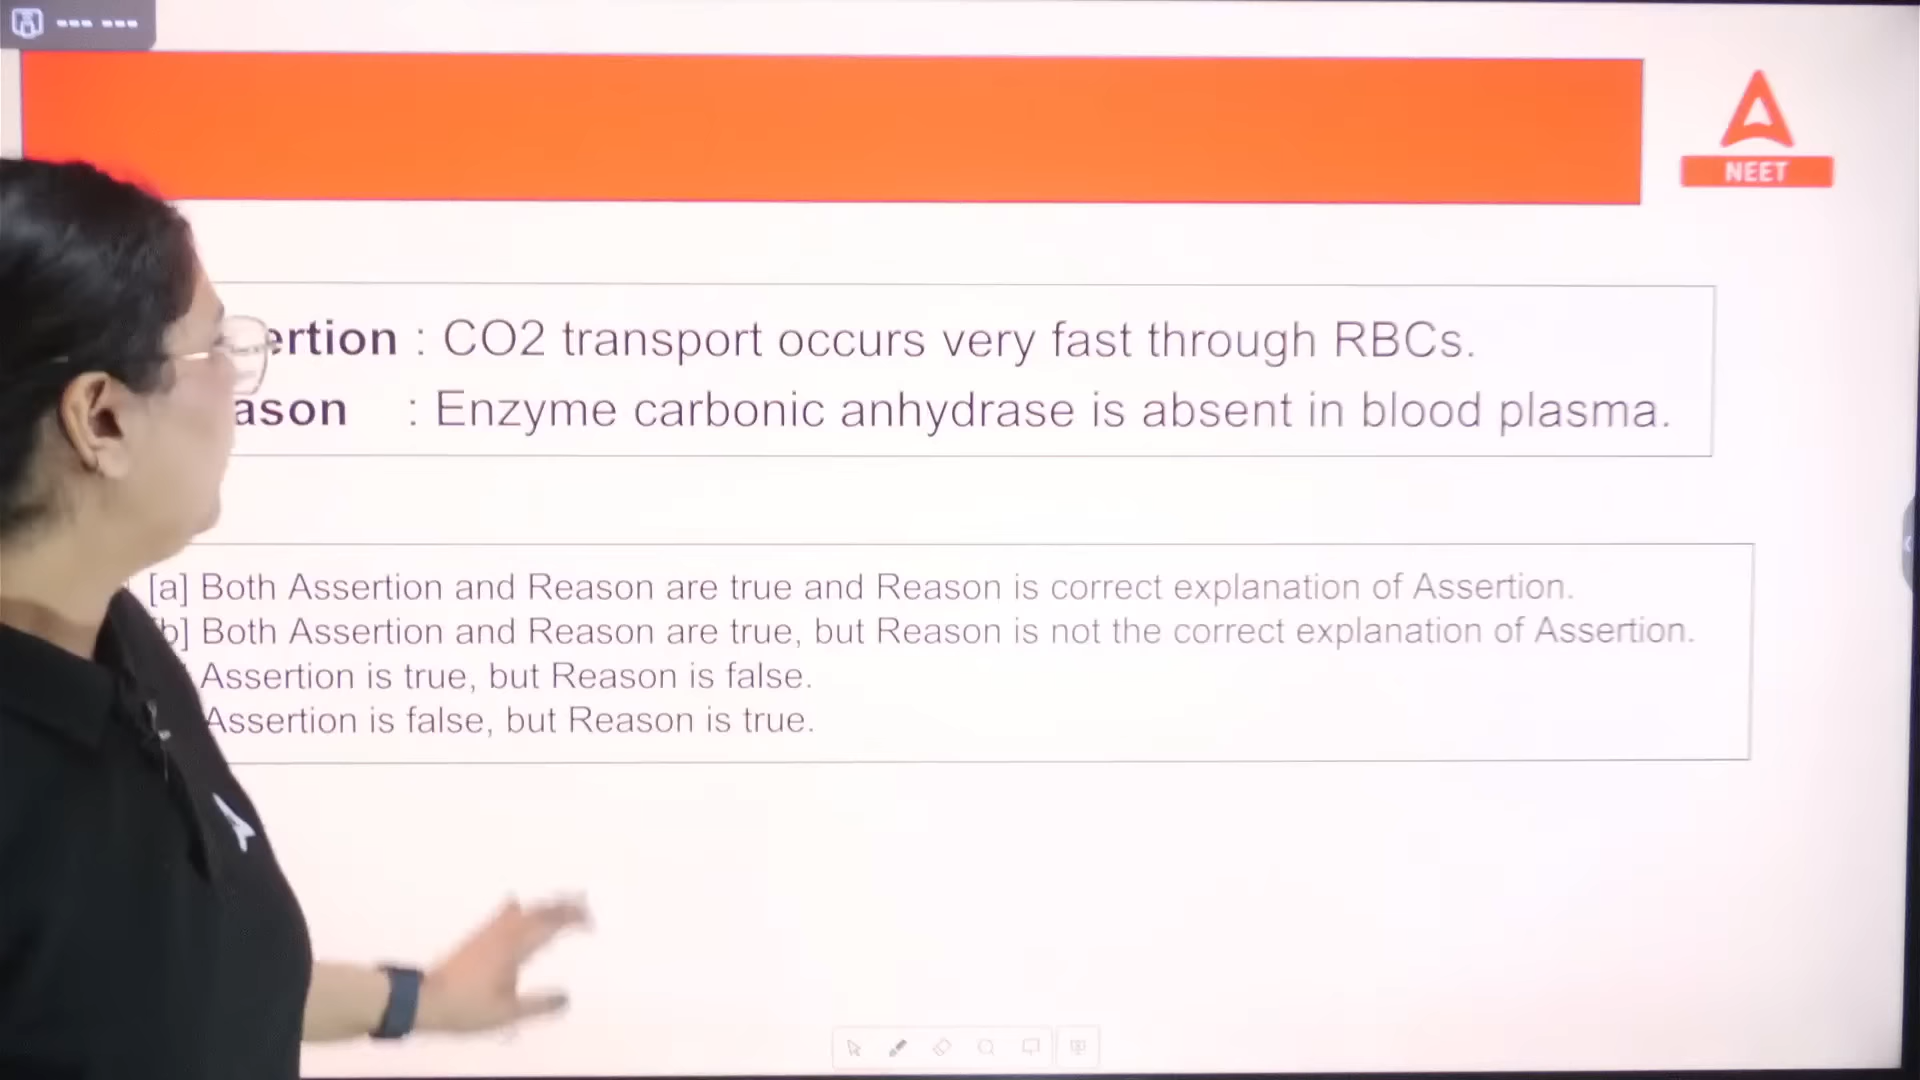 NEET
ertion : CO2 transport occurs very fast through RBCs.
ason : Enzyme carbonic anhydrase is absent in blood plasma.
[a] Both Assertion and Reason are true and Reason is correct explanation of Assertion.
b] Both Assertion and Reason are true, but Reason is not the correct explanation of Assertion.
Assertion is true, but Reason is false.
Assertion is false, but Reason is true.